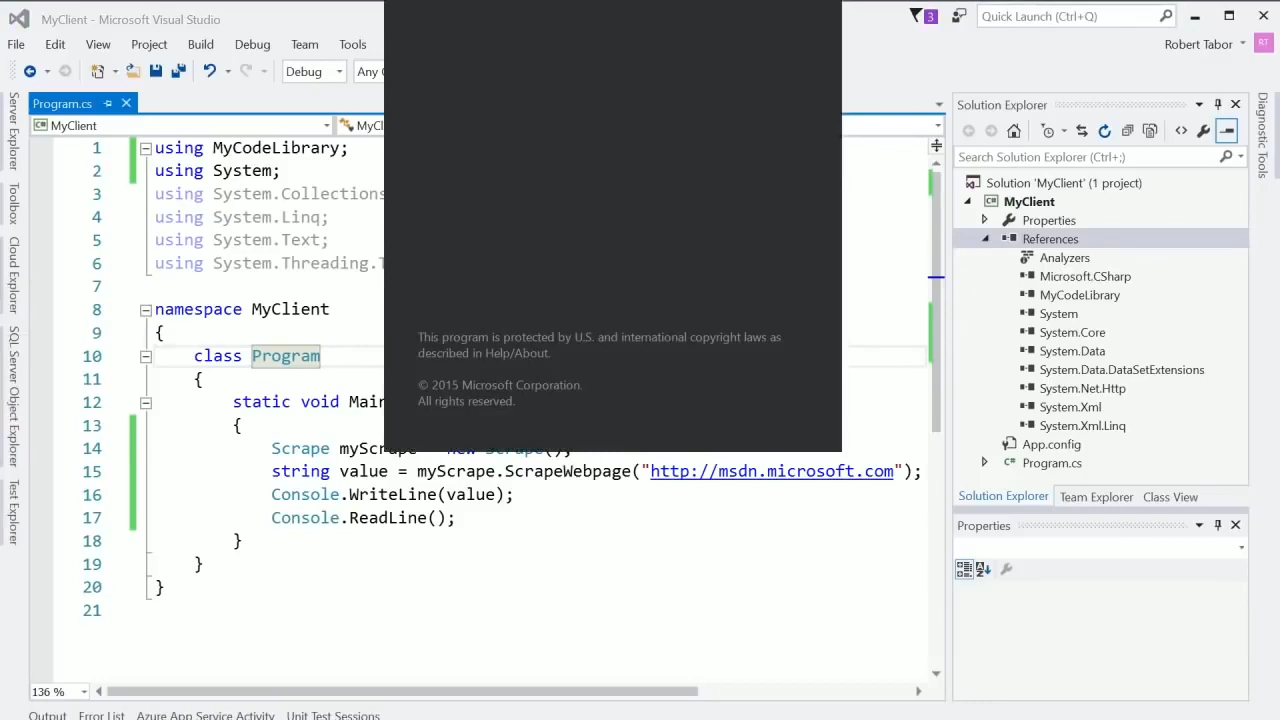 MyClient - Microsoft Visual Studio
3
Quick Launch (Ctrl+Q)
File Edit View Project Build Debug Team Tools
Robert Tabor RT
Debug Any
Program.cs
MyClient
Server Explorer
Toolbox
Cloud Explorer
SQL Server Object Explorer
Test Explorer
1 using MyCodeLibrary;
2 using System;
3 using System.Collections
4 using System.Linq;
5 using System.Text;
6 using System.Threading.T
7
8 namespace MyClient
9 {
10 class Program
11 {
12 static void Main
13 {
14 Scrape myScrape = new Scrape();
15 string value = myScrape.ScrapeWebpage("http://msdn.microsoft.com");
16 Console.WriteLine(value);
17 Console.ReadLine();
18 }
19 }
20 }
21
136 %
This program is protected by U.S. and international copyright laws as
described in Help/About.
© 2015 Microsoft Corporation.
All rights reserved.
Solution Explorer
Search Solution Explorer (Ctrl+;)
Solution 'MyClient' (1 project)
MyClient
Properties
References
Analyzers
Microsoft.CSharp
MyCodeLibrary
System
System.Core
System.Data
System.Data.DataSetExtensions
System.Net.Http
System.Xml
System.Xml.Linq
App.config
Program.cs
Solution Explorer Team Explorer Class View
Properties
Diagnostic Tools
Output Error List Azure App Service Activity Unit Test Sessions